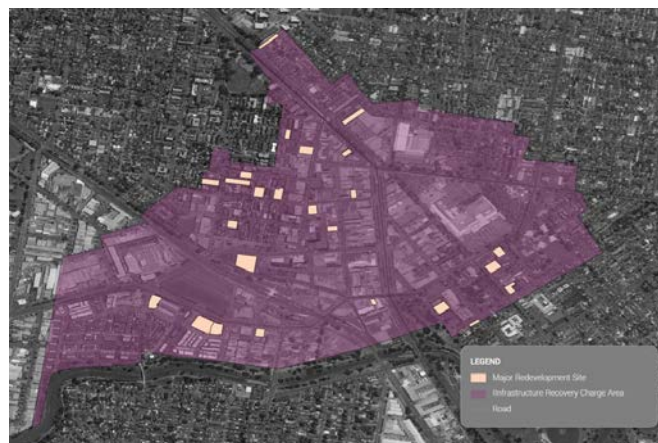 LEGEND
Major Redevelopment Site
Infrastructure Recovery Charge Area
Road